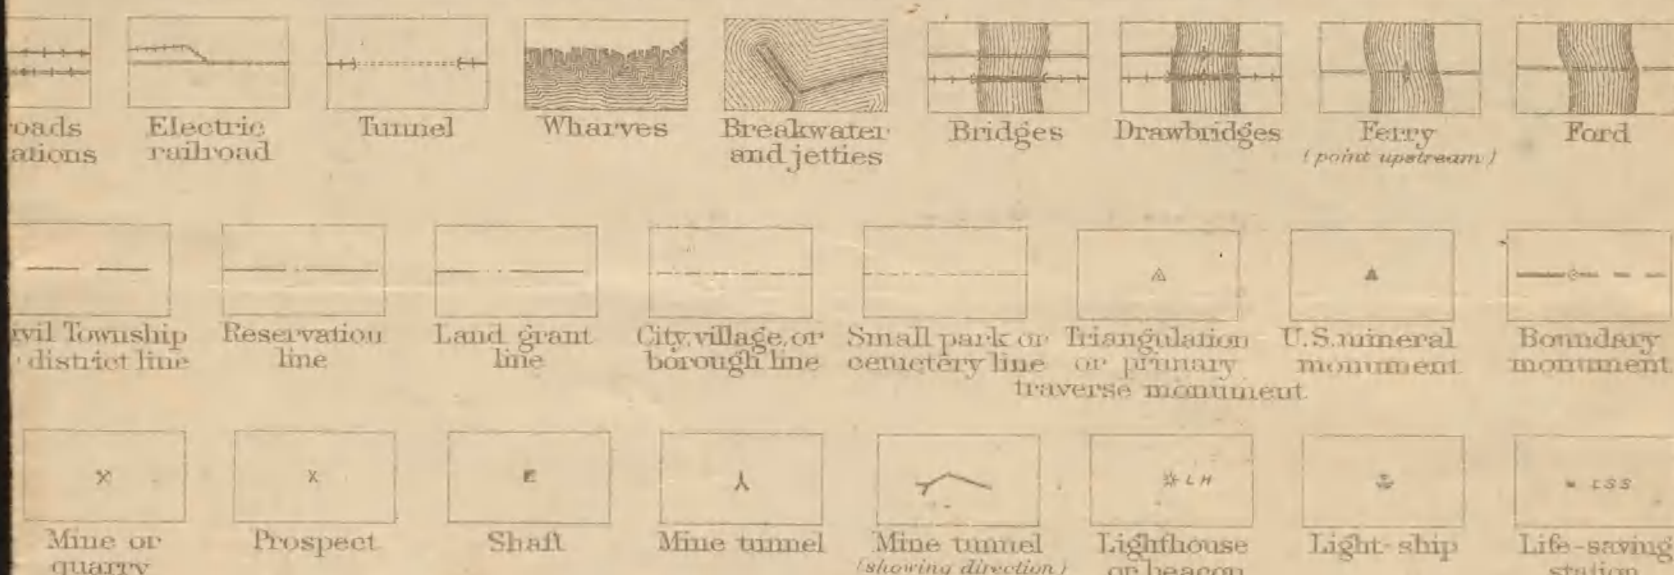 Electric
railroad
Tunnel
Wharves
Breakwater
and jetties
Bridges
Drawbridges
Ferry
(point upstream)
Ford
Township
district line
Reservation
line
Land grant
line
City, village, or
borough line
Small park or
cemetery line
Triangulation
or primary
traverse monument
U.S. mineral
monument
Boundary
monument
Mine or
quarry
Prospect
Shaft
Mine tunnel
Mine tunnel
(showing direction)
LH
Lighthouse
or beacon
Light-ship
LSS
Life-saving
station